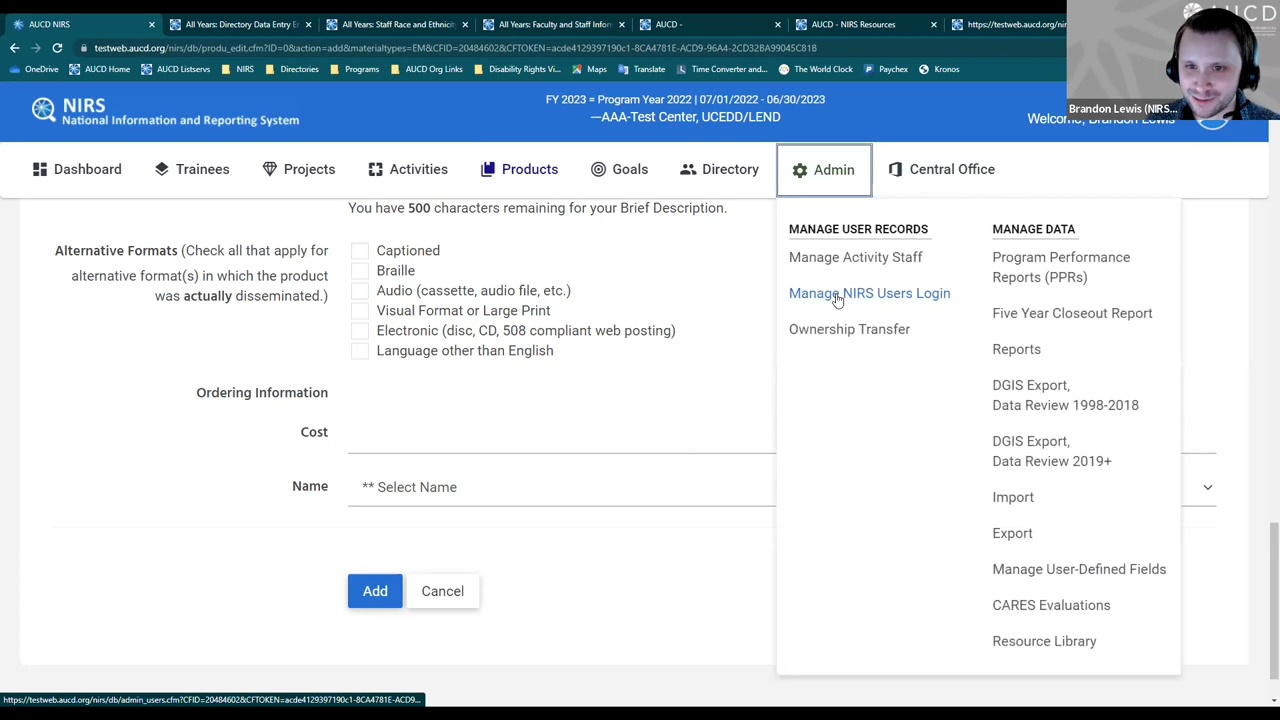 AUCD NIRS
All Years: Directory Data Entry E
All Years: Staff Race and Ethnicit
All Years: Faculty and Staff Infor
AUCD -
AUCD - NIRS Resources
https://testweb.aucd.org/nirs
AUCD
testweb.aucd.org/nirs/db/produ_edit.cfm?ID=0&action=add&materialtypes=EM&CFID=20484602&CFTOKEN=acde4129397190c1-8CA4781E-ACD9-96A4-2CD32BA99045C81B
OneDrive
AUCD Home
AUCD Listservs
NIRS
Directories
Programs
AUCD Org Links
Disability Rights Vi...
Maps
Translate
Time Converter and...
The World Clock
Paychex
Kronos
Brandon Lewis (NIRS...
NIRS
National Information and Reporting System
FY 2023 = Program Year 2022 | 07/01/2022 - 06/30/2023
—AAA-Test Center, UCEDD/LEND
Welcome, Brandon Lewis
Dashboard
Trainees
Projects
Activities
Products
Goals
Directory
Admin
Central Office
You have 500 characters remaining for your Brief Description.
Alternative Formats (Check all that apply for
alternative format(s) in which the product
was actually disseminated.)
Captioned
Braille
Audio (cassette, audio file, etc.)
Visual Format or Large Print
Electronic (disc, CD, 508 compliant web posting)
Language other than English
Ordering Information
Cost
Name
** Select Name
Add
Cancel
MANAGE USER RECORDS
Manage Activity Staff
Manage NIRS Users Login
Ownership Transfer
MANAGE DATA
Program Performance
Reports (PPRs)
Five Year Closeout Report
Reports
DGIS Export,
Data Review 1998-2018
DGIS Export,
Data Review 2019+
Import
Export
Manage User-Defined Fields
CARES Evaluations
Resource Library
https://testweb.aucd.org/nirs/db/admin_users.cfm?CFID=20484602&CFTOKEN=acde4129397190c1-8CA4781E-ACD9...